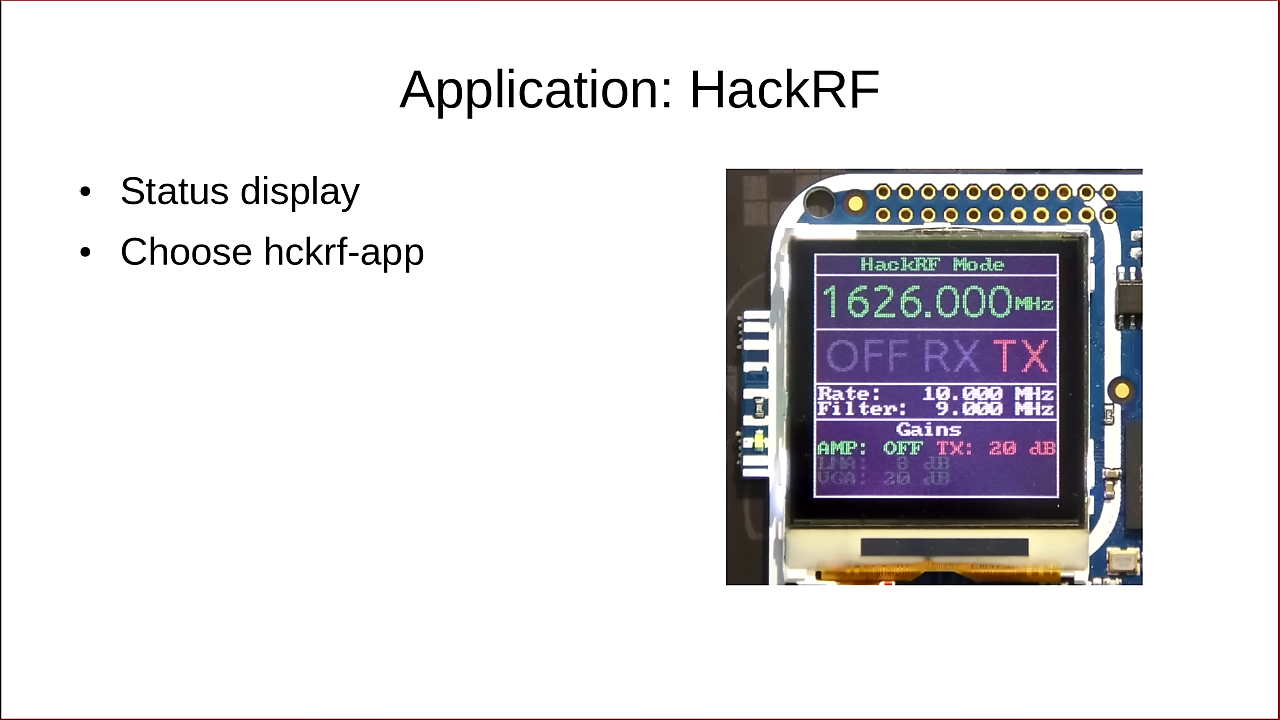 Application: HackRF
• Status display
• Choose hckrf-app
HackRF Mode
1626.000MHz
OFF RX TX
Rate: 10.000 MHz
Filter: 9.000 MHz
Gains
AMP: OFF TX: 20 dB
LNA: 8 dB
VGA: 20 dB